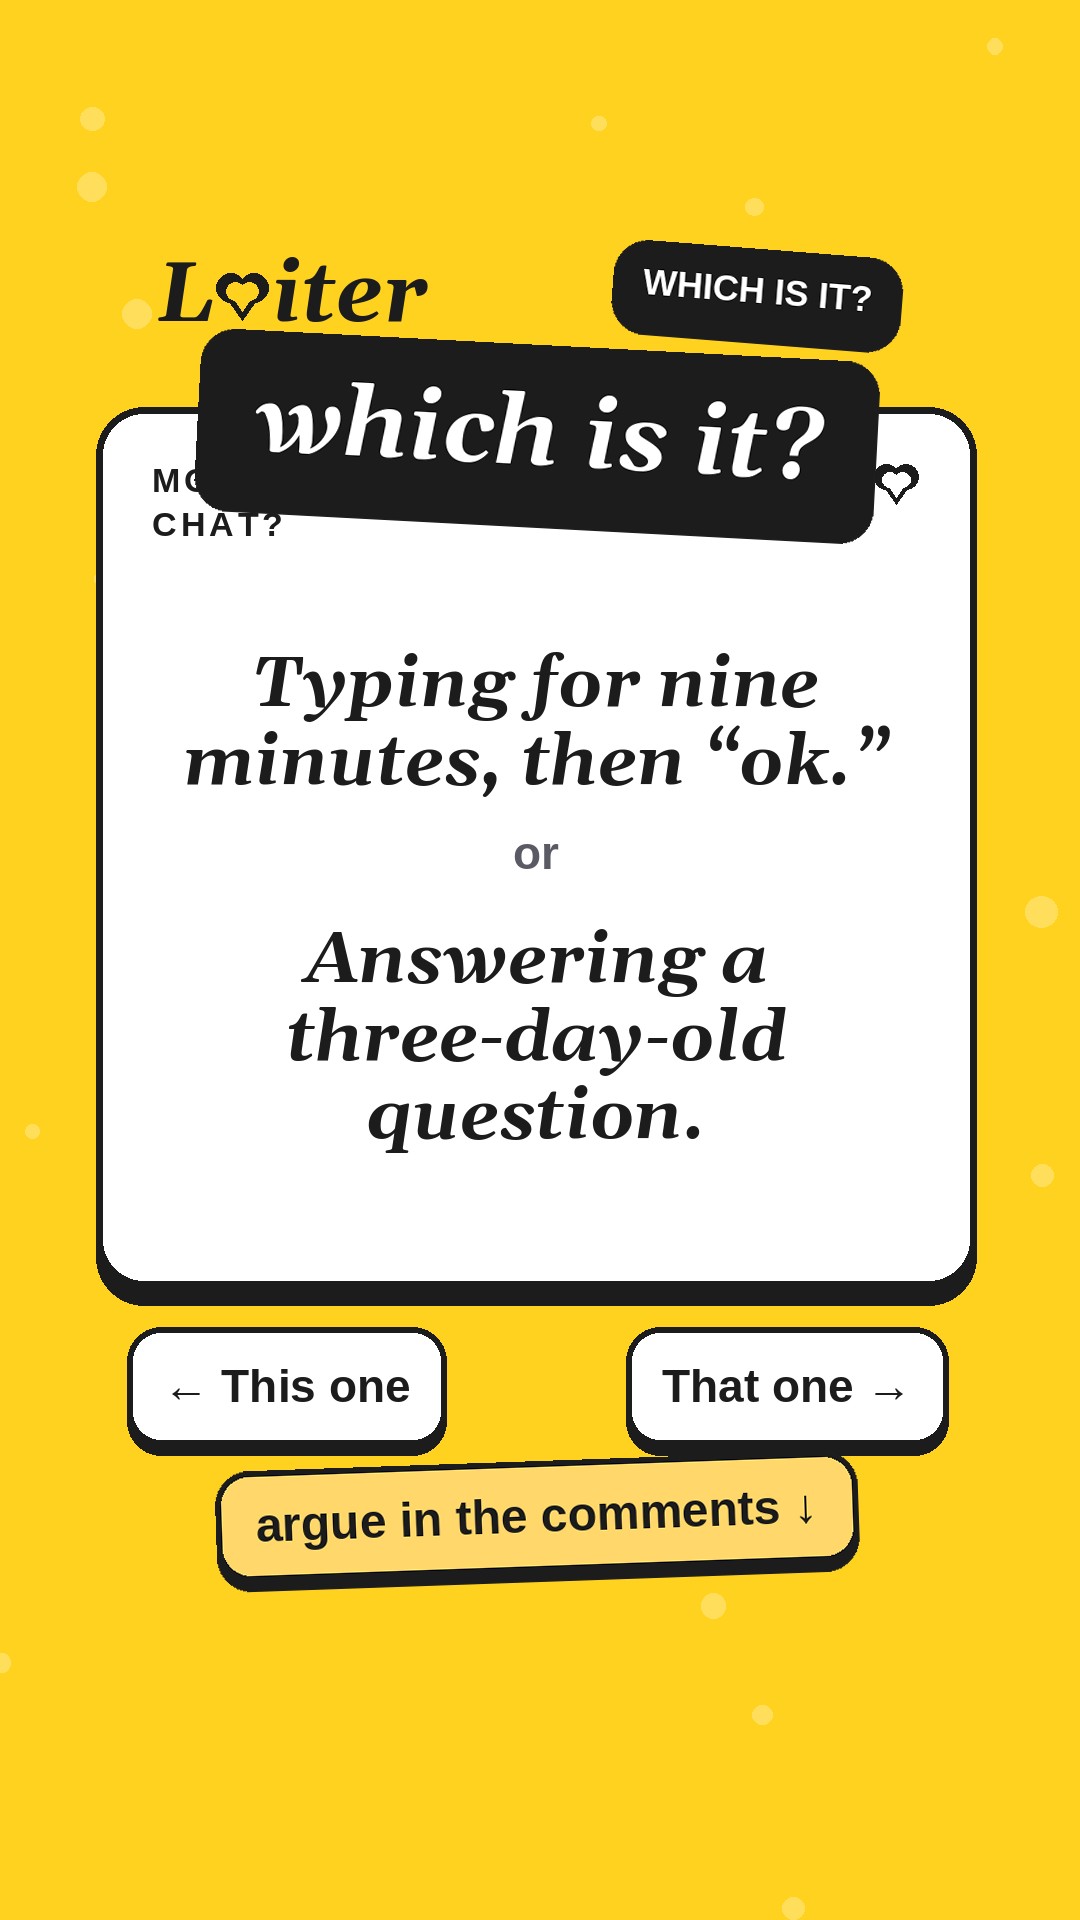 L♡iter
WHICH IS IT?
which is it?
CHAT?
Typing for nine
minutes, then “ok.”
or
Answering a
three-day-old
question.
← This one
That one →
argue in the comments ↓